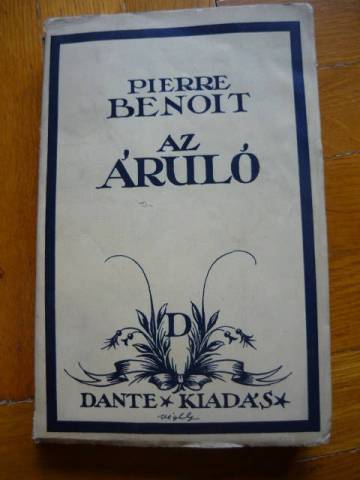 PIERRE
BENOIT
AZ
ÁRULÓ
D
DANTE ★ KIADÁS ★